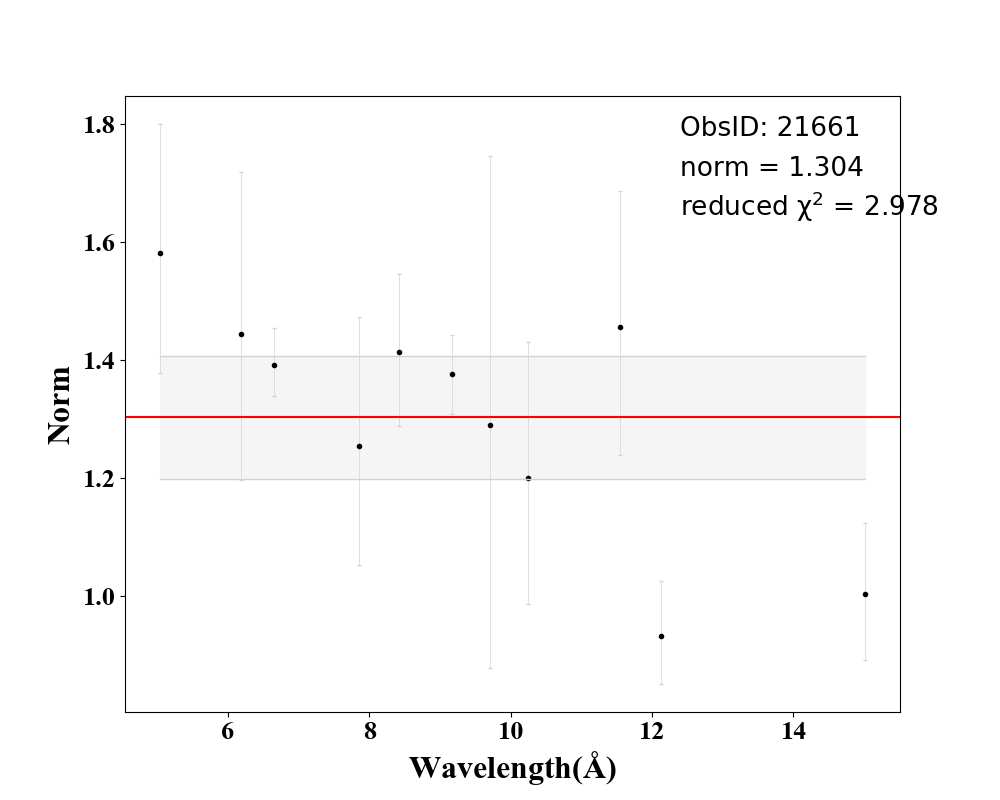 ObsID: 21661
norm = 1.304
reduced χ² = 2.978
1.8
1.6
1.4
1.2
1.0
Norm
6 8 10 12 14
Wavelength(Å)